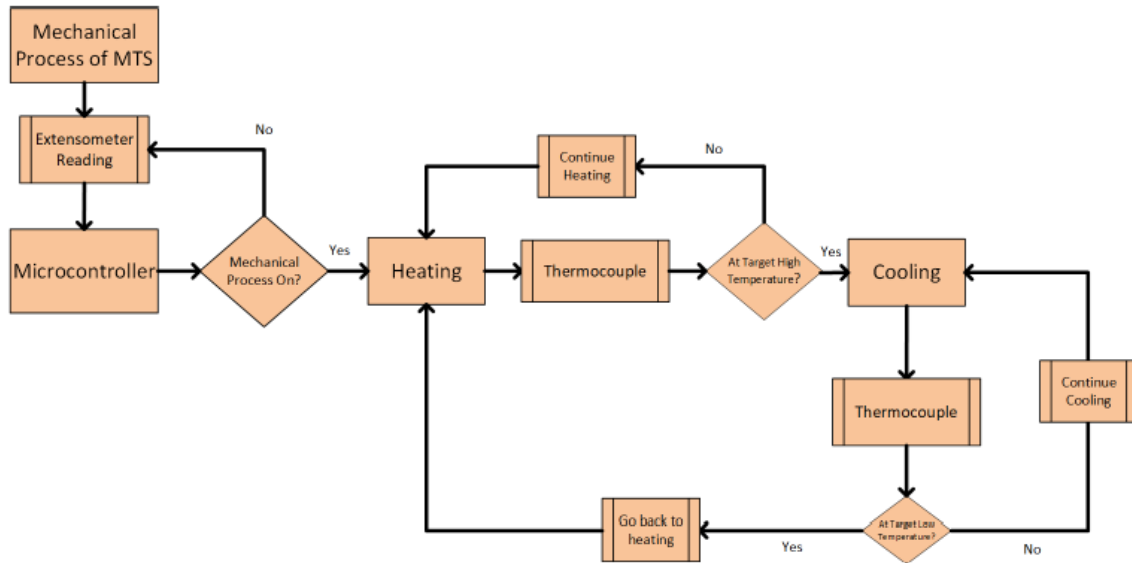 Mechanical
Process of MTS
Extensometer
Reading
No
Microcontroller
Mechanical
Process On?
Yes
Heating
Continue
Heating
No
Thermocouple
At Target High
Temperature?
Yes
Cooling
Thermocouple
Continue
Cooling
At Target Low
Temperature?
No
Yes
Go back to
heating